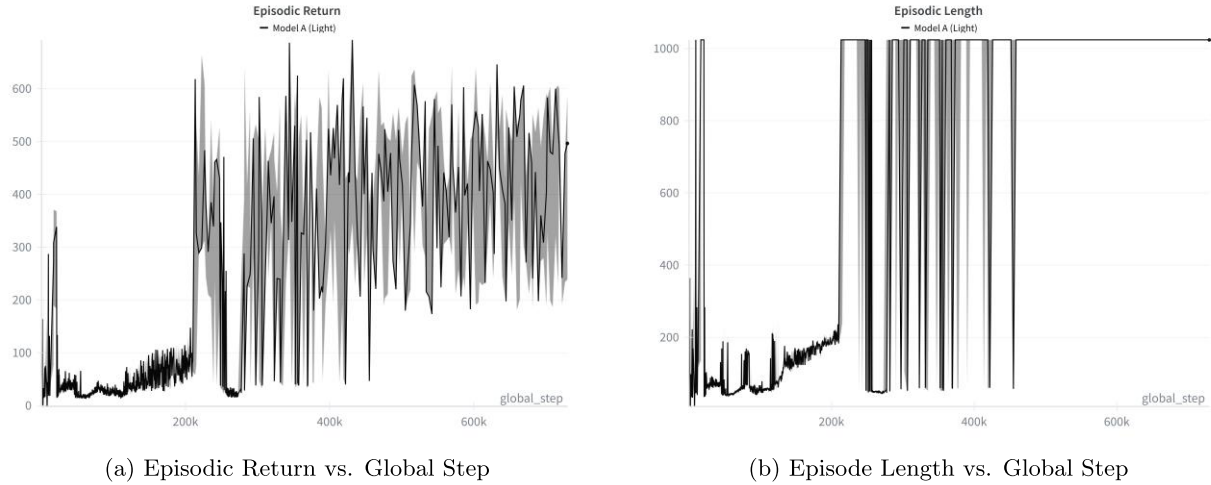 Episodic Return
Model A (Light)
600
500
400
300
200
100
0
200k
400k
600k
global_step
Episodic Length
Model A (Light)
1000
800
600
400
200
200k
400k
600k
global_step
(a) Episodic Return vs. Global Step
(b) Episode Length vs. Global Step